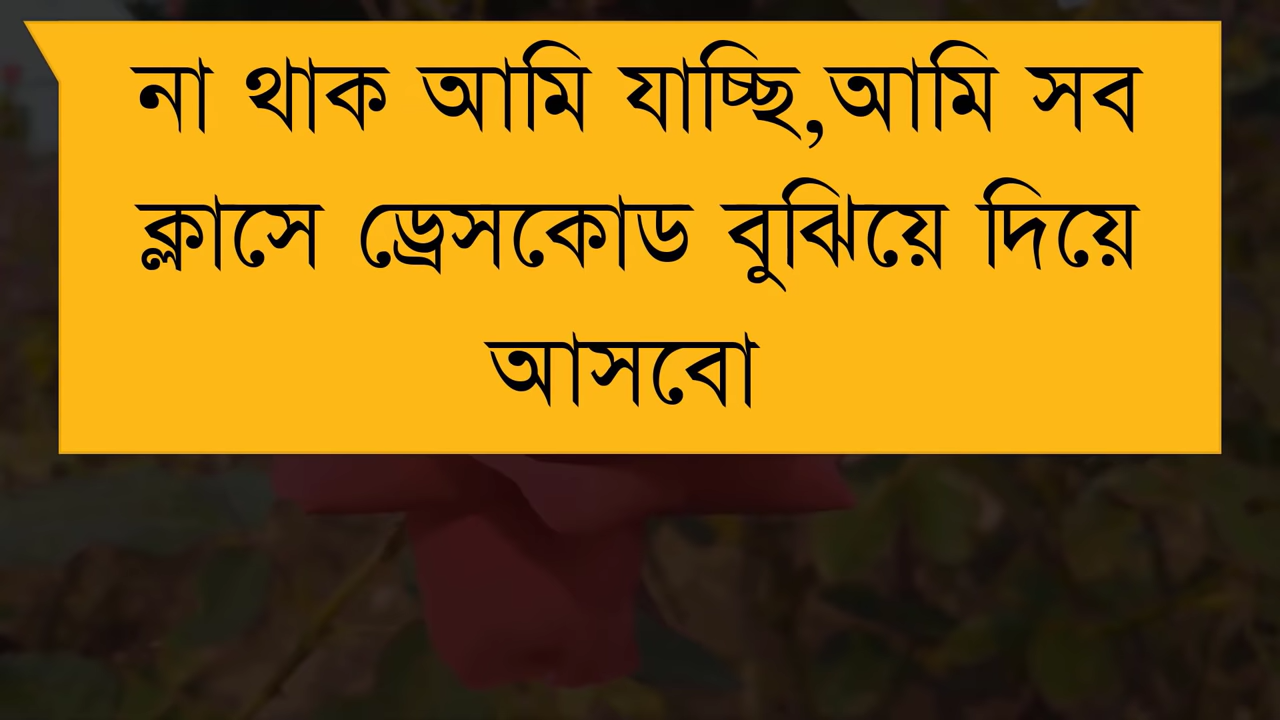 না থাক আমি যাচ্ছি,আমি সব
ক্লাসে ড্রেসকোড বুঝিয়ে দিয়ে
আসবো